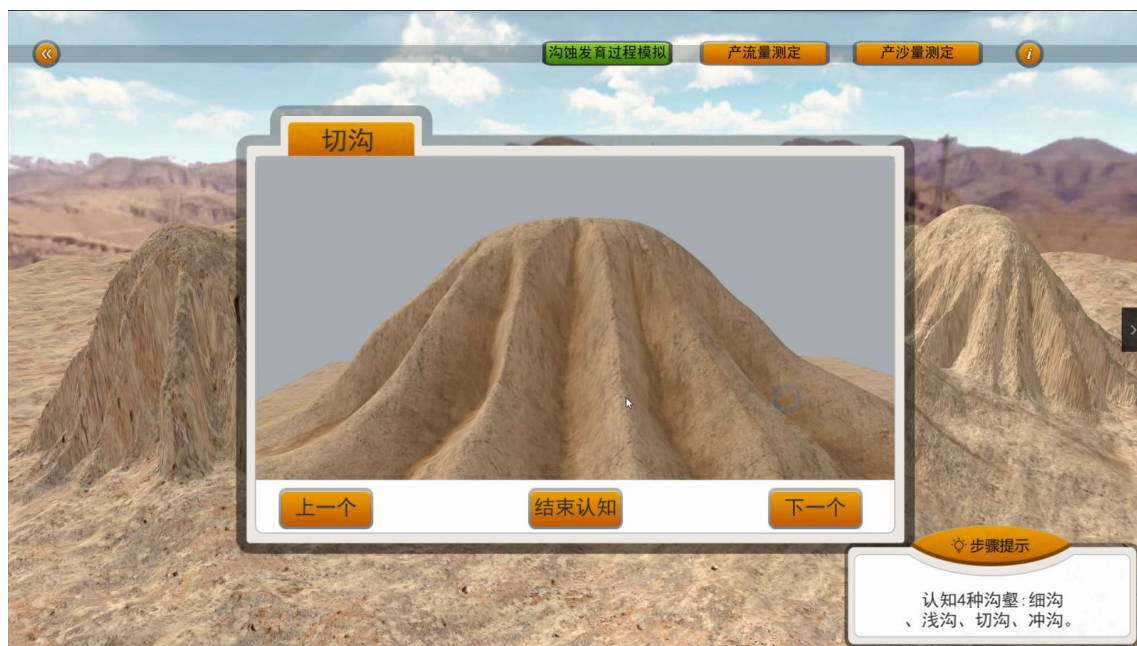 沟蚀发育过程模拟
产流量测定
产沙量测定
切沟
上一个
结束认知
下一个
步骤提示
认知4种沟壑:细沟
、浅沟、切沟、冲沟。